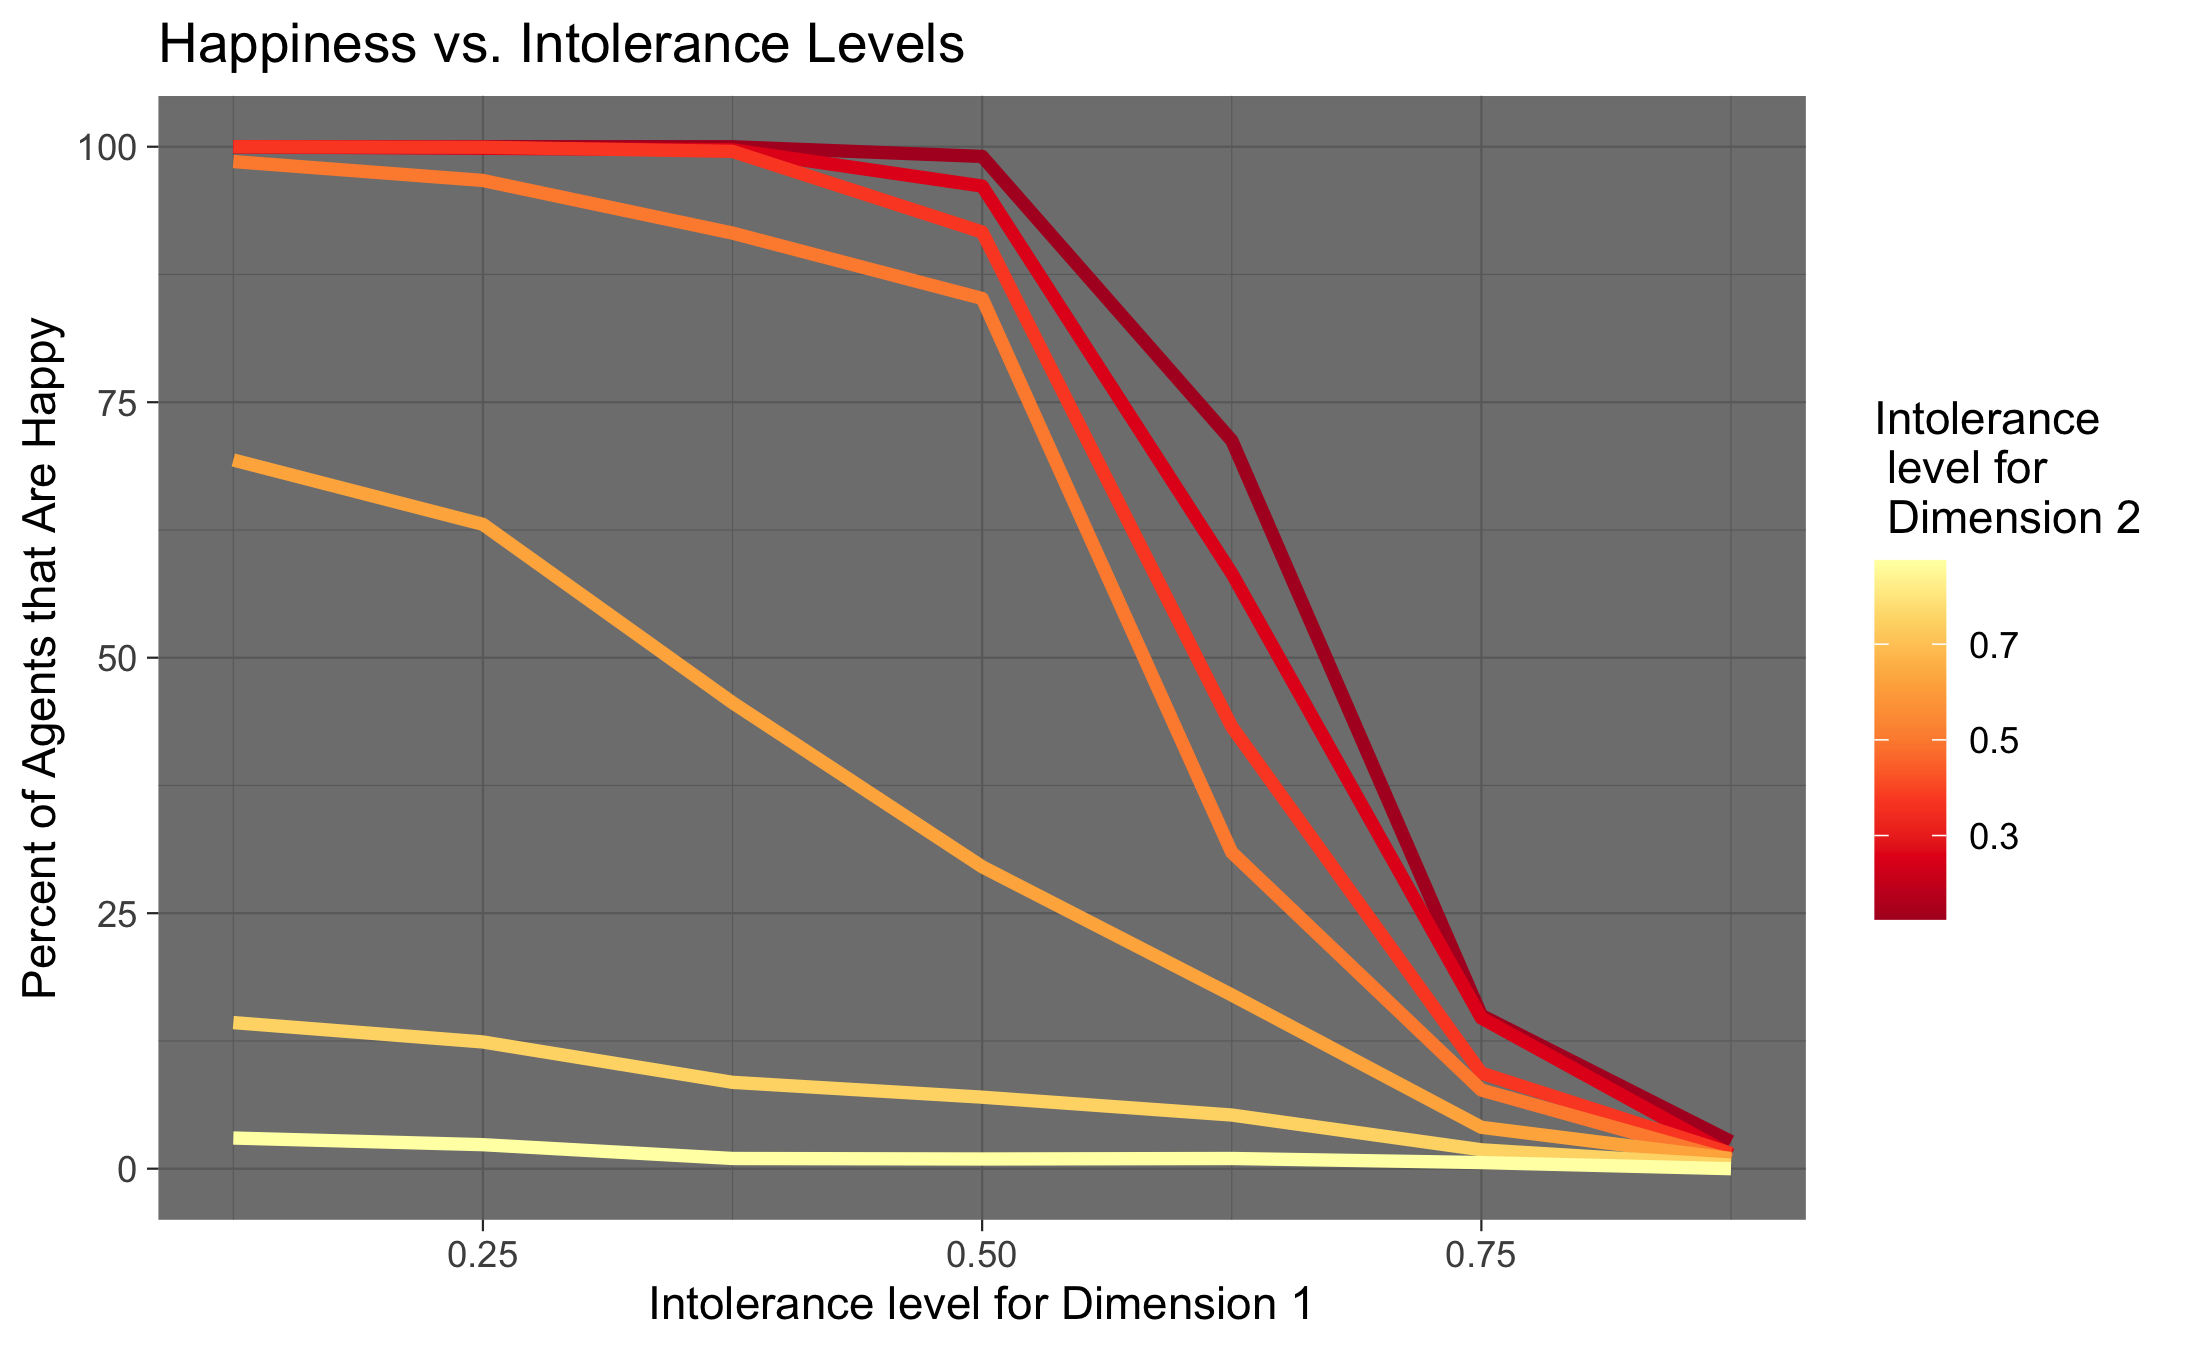 Happiness vs. Intolerance Levels
Percent of Agents that Are Happy
100
75
50
25
0
0.25
0.50
0.75
Intolerance level for Dimension 1
Intolerance
level for
Dimension 2
0.7
0.5
0.3